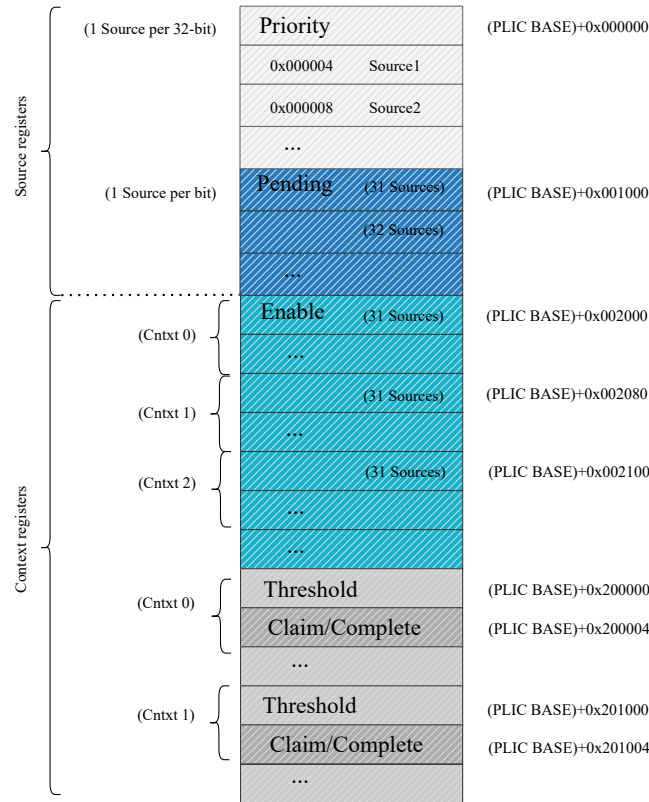 Source registers
(1 Source per 32-bit) Priority (PLIC BASE)+0x000000
0x000004 Source1
0x000008 Source2
...
(1 Source per bit) Pending (31 Sources) (PLIC BASE)+0x001000
(32 Sources)
...
Context registers
Enable (31 Sources) (PLIC BASE)+0x002000
(Cntxt 0)
...
(31 Sources) (PLIC BASE)+0x002080
(Cntxt 1)
...
(31 Sources) (PLIC BASE)+0x002100
(Cntxt 2)
...
...
(Cntxt 0) Threshold (PLIC BASE)+0x200000
Claim/Complete (PLIC BASE)+0x200004
...
(Cntxt 1) Threshold (PLIC BASE)+0x201000
Claim/Complete (PLIC BASE)+0x201004
...